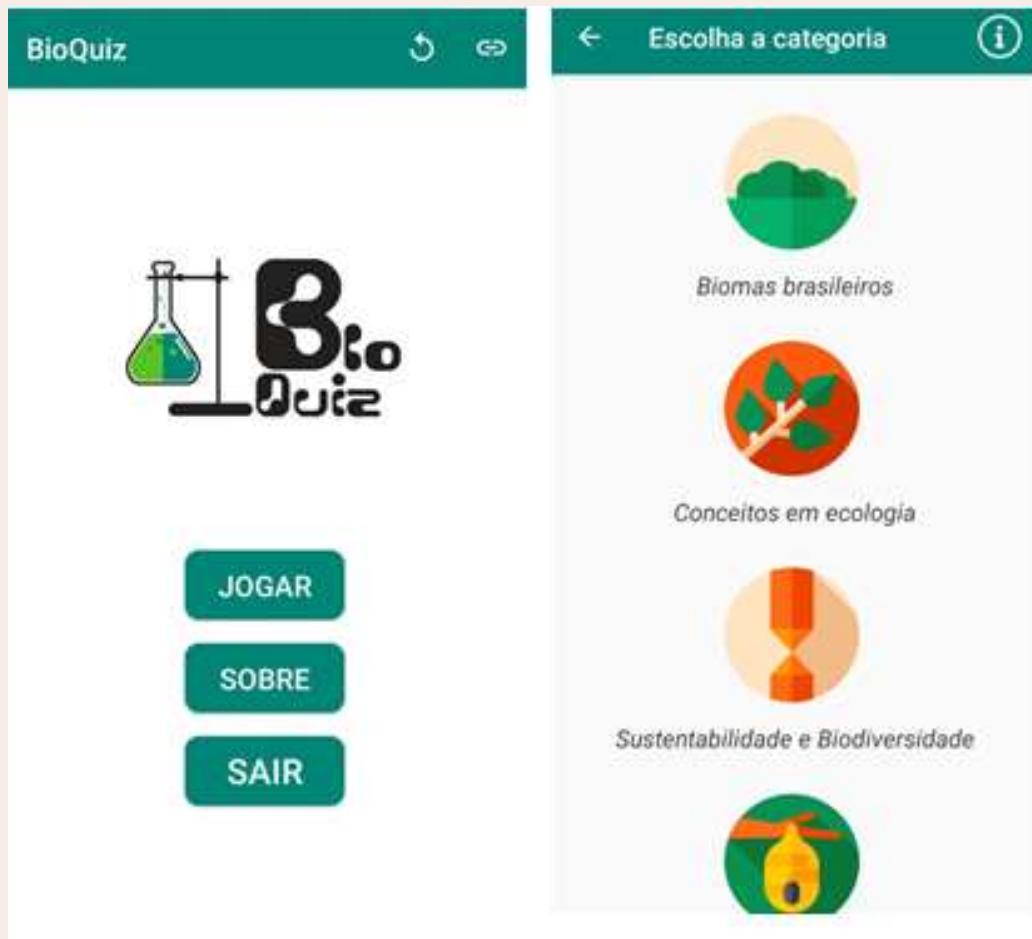 BioQuiz
Bio
Quiz
JOGAR
SOBRE
SAIR
Escolha a categoria
Biomas brasileiros
Conceitos em ecologia
Sustentabilidade e Biodiversidade